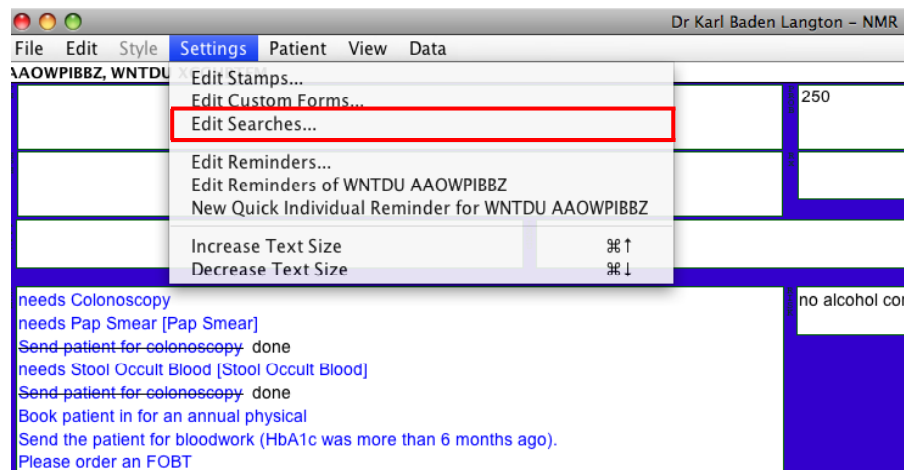 Dr Karl Baden Langton – NMR
File Edit Style Settings Patient View Data
AAOWPIBBZ, WNTDU
Edit Stamps...
Edit Custom Forms...
250
Edit Searches...
Edit Reminders...
Edit Reminders of WNTDU AAOWPIBBZ
New Quick Individual Reminder for WNTDU AAOWPIBBZ
Increase Text Size ⌘↑
Decrease Text Size ⌘↓
needs Colonoscopy
no alcohol cor
needs Pap Smear [Pap Smear]
Send patient for colonoscopy done
needs Stool Occult Blood [Stool Occult Blood]
Send patient for colonoscopy done
Book patient in for an annual physical
Send the patient for bloodwork (HbA1c was more than 6 months ago).
Please order an FOBT